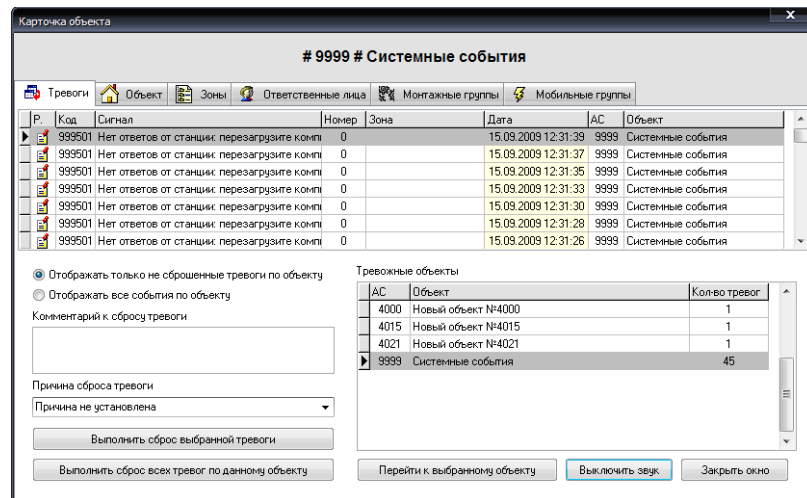 Карточка объекта
x
# 9999 # Системные события
Тревоги Объект Зоны Ответственные лица Монтажные группы Мобильные группы
Р. Код Сигнал Номер Зона Дата АС Объект
999501 Нет ответов от станции: перезагрузите комп 0 15.09.2009 12:31:39 9999 Системные события
999501 Нет ответов от станции: перезагрузите комп 0 15.09.2009 12:31:37 9999 Системные события
999501 Нет ответов от станции: перезагрузите комп 0 15.09.2009 12:31:35 9999 Системные события
999501 Нет ответов от станции: перезагрузите комп 0 15.09.2009 12:31:33 9999 Системные события
999501 Нет ответов от станции: перезагрузите комп 0 15.09.2009 12:31:30 9999 Системные события
999501 Нет ответов от станции: перезагрузите комп 0 15.09.2009 12:31:28 9999 Системные события
999501 Нет ответов от станции: перезагрузите комп 0 15.09.2009 12:31:26 9999 Системные события
Отображать только не сброшенные тревоги по объекту
Отображать все события по объекту
Комментарий к сбросу тревоги
Причина сброса тревоги
Причина не установлена
Выполнить сброс выбранной тревоги
Выполнить сброс всех тревог по данному объекту
Тревожные объекты
АС Объект Кол-во тревог
4000 Новый объект №4000 1
4015 Новый объект №4015 1
4021 Новый объект №4021 1
9999 Системные события 45
Перейти к выбранному объекту Выключить звук Закрыть окно